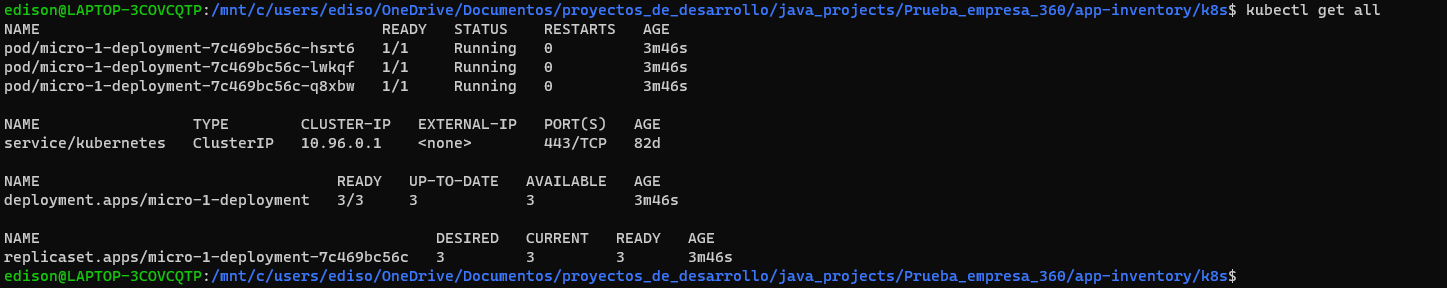 edison@LAPTOP-3COVCQTP:/mnt/c/users/ediso/OneDrive/Documentos/proyectos_de_desarrollo/java_projects/Prueba_empresa_360/app-inventory/k8s$ kubectl get all
NAME                                      READY   STATUS    RESTARTS   AGE
pod/micro-1-deployment-7c469bc56c-hsrt6   1/1     Running   0          3m46s
pod/micro-1-deployment-7c469bc56c-lwkqf   1/1     Running   0          3m46s
pod/micro-1-deployment-7c469bc56c-q8xbw   1/1     Running   0          3m46s

NAME                 TYPE        CLUSTER-IP   EXTERNAL-IP   PORT(S)   AGE
service/kubernetes   ClusterIP   10.96.0.1    <none>        443/TCP   82d

NAME                                 READY   UP-TO-DATE   AVAILABLE   AGE
deployment.apps/micro-1-deployment   3/3     3            3           3m46s

NAME                                            DESIRED   CURRENT   READY   AGE
replicaset.apps/micro-1-deployment-7c469bc56c   3         3         3       3m46s
edison@LAPTOP-3COVCQTP:/mnt/c/users/ediso/OneDrive/Documentos/proyectos_de_desarrollo/java_projects/Prueba_empresa_360/app-inventory/k8s$